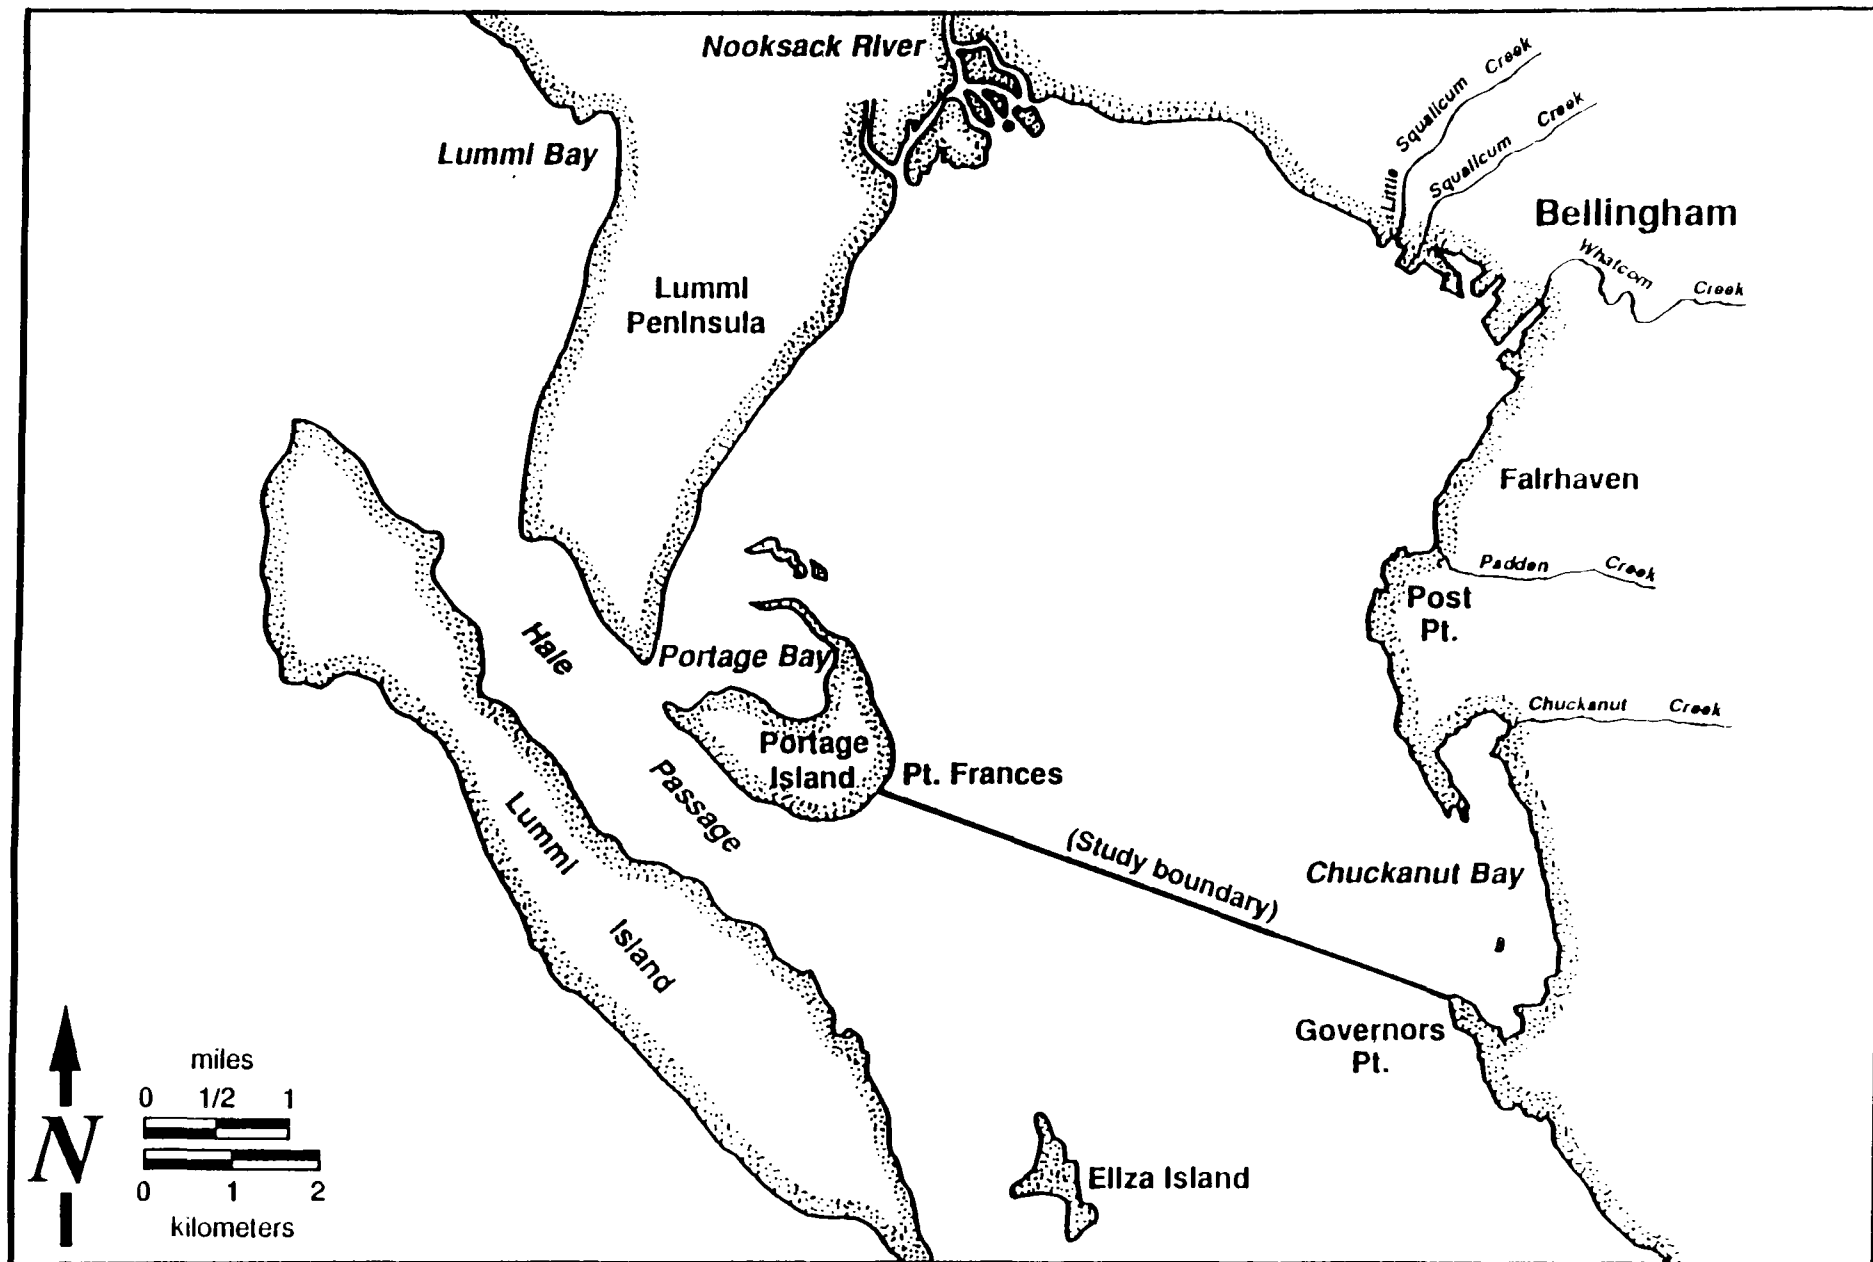 Nooksack River
Little Squalicum Creek
Squalicum Creek
Lummi Bay
Bellingham
Whatcom Creek
Lummi
Peninsula
Fairhaven
Padden Creek
Post
Pt.
Hale Passage
Portage Bay
Chuckanut Creek
Portage
Island
Pt. Frances
Lummi Island
(Study boundary)
Chuckanut Bay
Governors
Pt.
miles
0 1/2 1
N
0 1 2
kilometers
Eliza Island